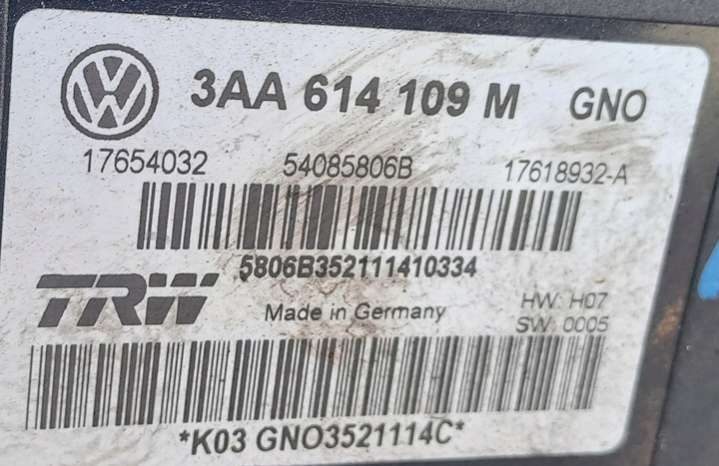 3AA 614 109 M GNO
17654032 54085806B 17618932-A
5806B352111410334
TRW Made in Germany HW: H07
SW: 0005
*K03 GNO3521114C*